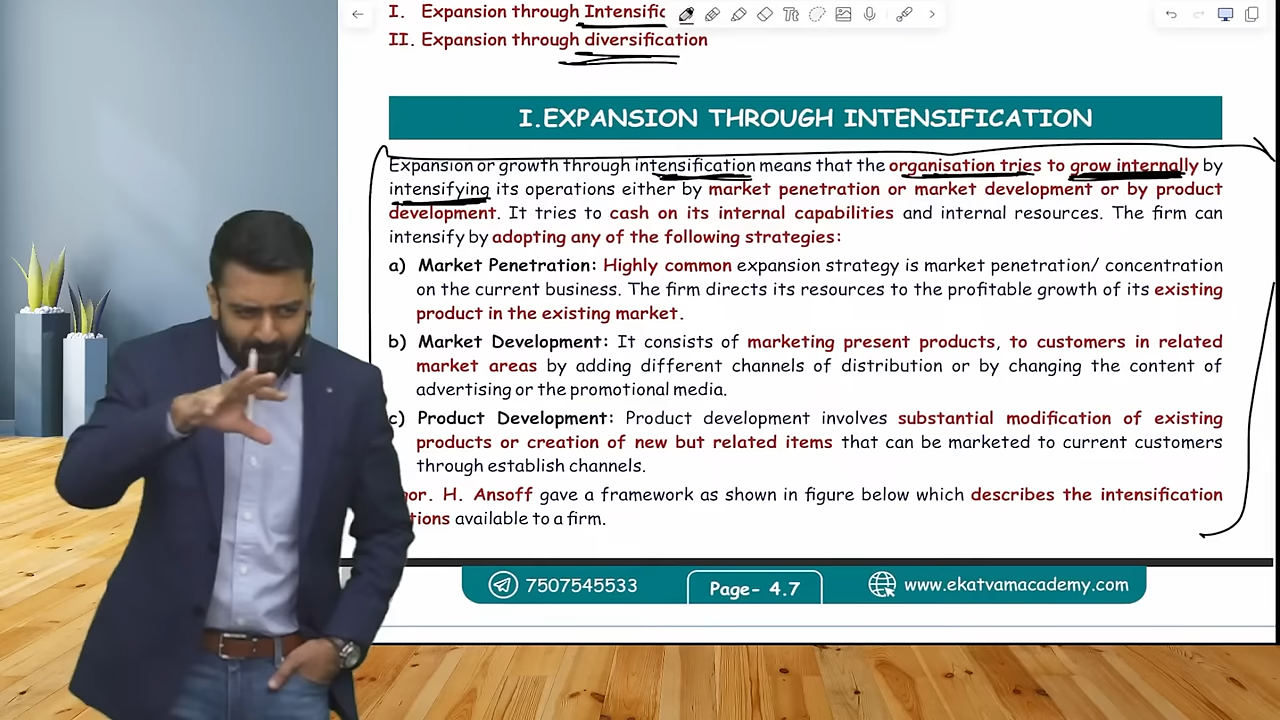 I. Expansion through Intensific
II. Expansion through diversification
I.EXPANSION THROUGH INTENSIFICATION
Expansion or growth through intensification means that the organisation tries to grow internally by
intensifying its operations either by market penetration or market development or by product
development. It tries to cash on its internal capabilities and internal resources. The firm can
intensify by adopting any of the following strategies:
a) Market Penetration: Highly common expansion strategy is market penetration/ concentration
on the current business. The firm directs its resources to the profitable growth of its existing
product in the existing market.
b) Market Development: It consists of marketing present products, to customers in related
market areas by adding different channels of distribution or by changing the content of
advertising or the promotional media.
c) Product Development: Product development involves substantial modification of existing
products or creation of new but related items that can be marketed to current customers
through establish channels.
or. H. Ansoff gave a framework as shown in figure below which describes the intensification
tions available to a firm.
7507545533
Page- 4.7
www.ekatvamacademy.com